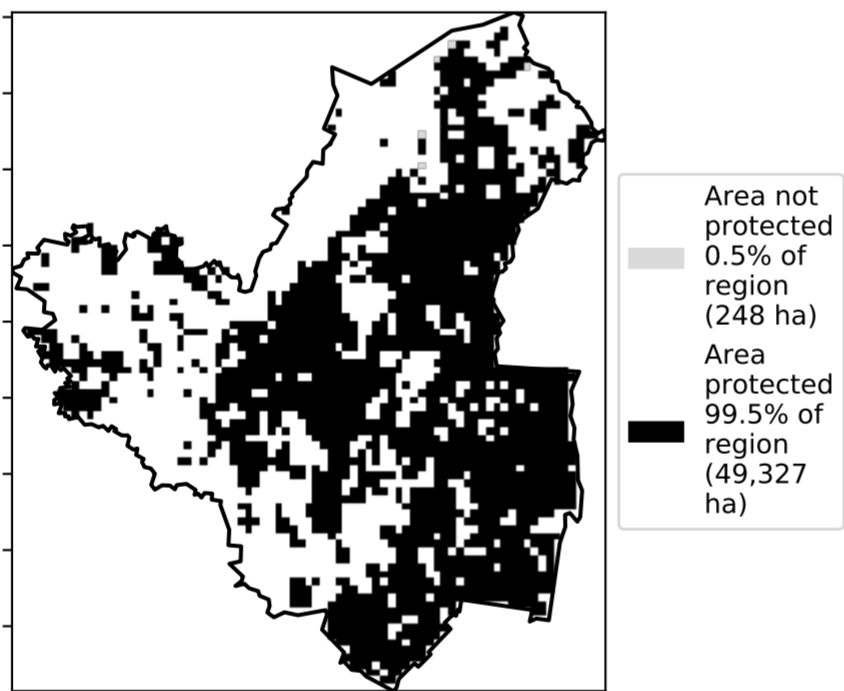 Area not
protected
0.5% of
region
(248 ha)
Area
protected
99.5% of
region
(49,327
ha)